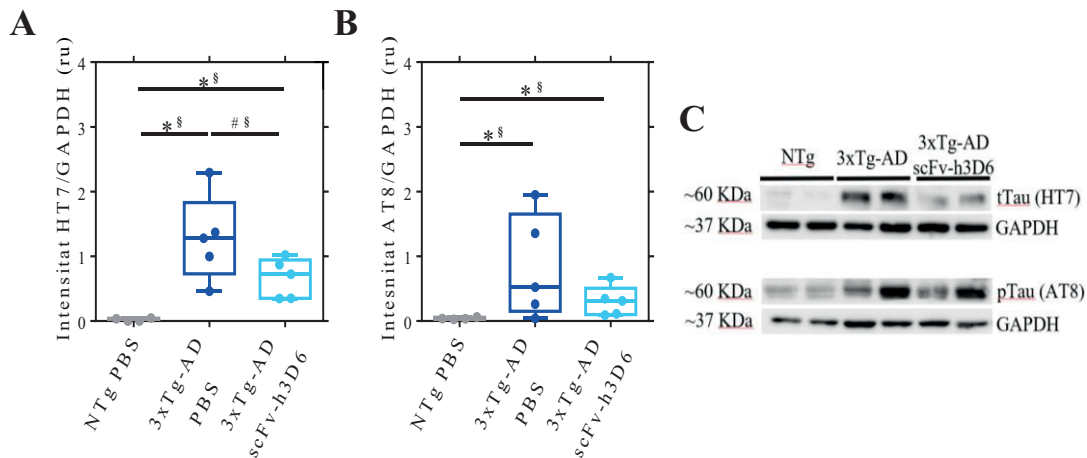 A
Intensitat HT7/GAPDH (ru)
4
3
2
1
0
* §
* §
# §
NTg PBS
3xTg-AD
PBS
3xTg-AD
scFv-h3D6
B
Intesnitat AT8/GAPDH (ru)
4
3
2
1
0
* §
* §
NTg PBS
3xTg-AD
PBS
3xTg-AD
scFv-h3D6
C
NTg
3xTg-AD
3xTg-AD
scFv-h3D6
~60 KDa
tTau (HT7)
~37 KDa
GAPDH
~60 KDa
pTau (AT8)
~37 KDa
GAPDH